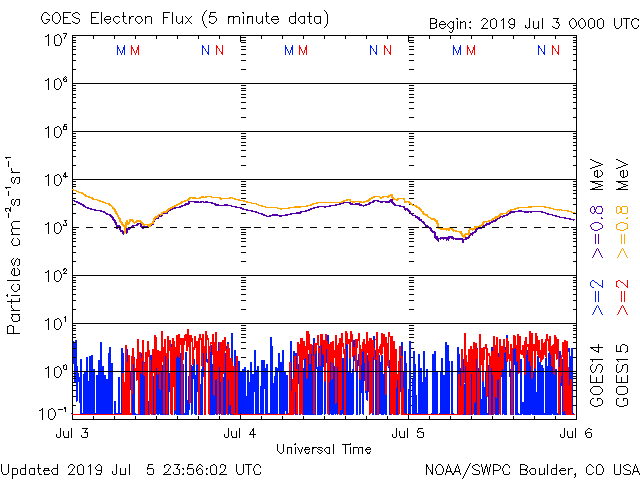 GOES Electron Flux (5 minute data)
Begin: 2019 Jul 3 0000 UTC
M M N N M M N N M M N N
10⁷
10⁶
10⁵
10⁴
10³
10²
10¹
10⁰
10⁻¹
Particles cm⁻²s⁻¹sr⁻¹
Jul 3 Jul 4 Jul 5 Jul 6
Universal Time
GOES14 >=2 >=0.8 MeV
GOES15 >=2 >=0.8 MeV
Updated 2019 Jul 5 23:56:02 UTC
NOAA/SWPC Boulder, CO USA